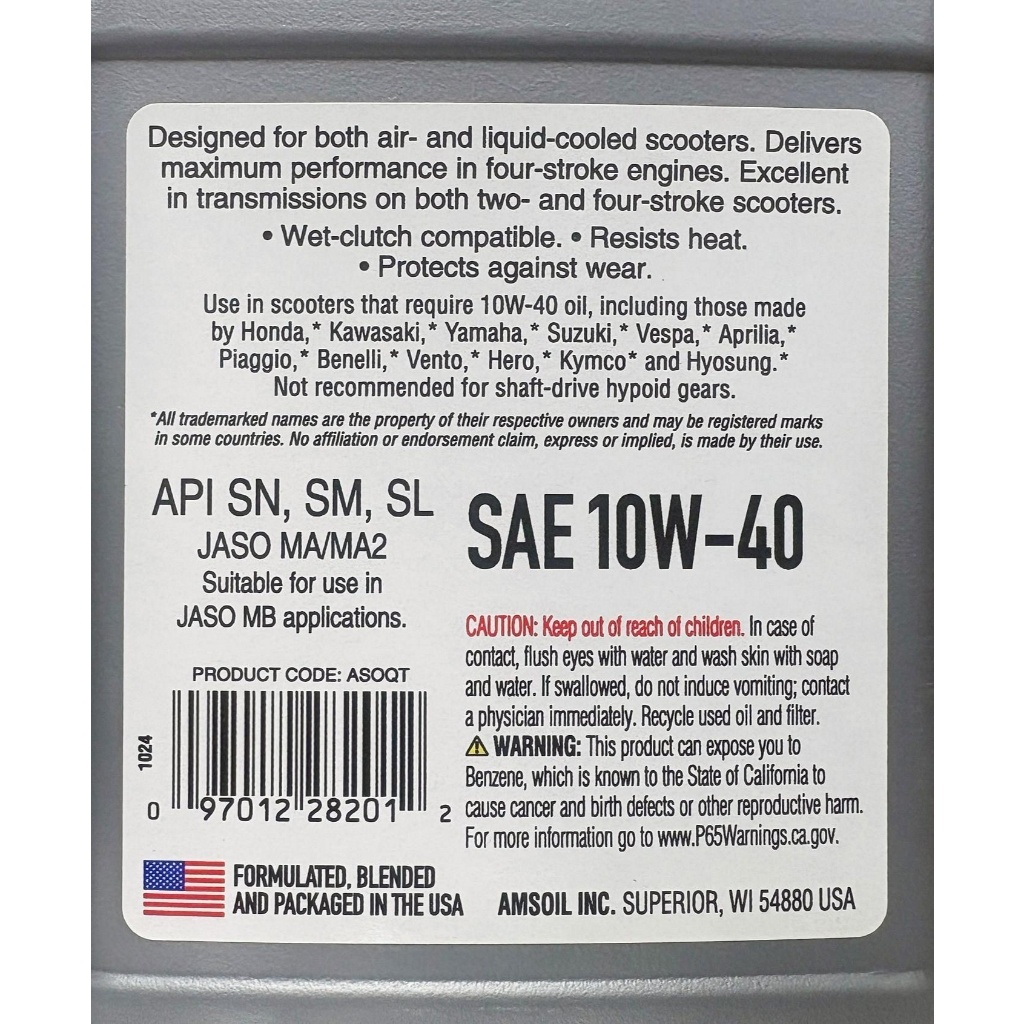 Designed for both air- and liquid-cooled scooters. Delivers
maximum performance in four-stroke engines. Excellent
in transmissions on both two- and four-stroke scooters.
• Wet-clutch compatible. • Resists heat.
• Protects against wear.
Use in scooters that require 10W-40 oil, including those made
by Honda,* Kawasaki,* Yamaha,* Suzuki,* Vespa,* Aprilia,*
Piaggio,* Benelli,* Vento,* Hero,* Kymco* and Hyosung.*
Not recommended for shaft-drive hypoid gears.
*All trademarked names are the property of their respective owners and may be registered marks
in some countries. No affiliation or endorsement claim, express or implied, is made by their use.
API SN, SM, SL
JASO MA/MA2
Suitable for use in
JASO MB applications.
SAE 10W-40
PRODUCT CODE: ASOQT
1024
0 97012 28201 2
CAUTION: Keep out of reach of children. In case of
contact, flush eyes with water and wash skin with soap
and water. If swallowed, do not induce vomiting; contact
a physician immediately. Recycle used oil and filter.
⚠ WARNING: This product can expose you to
Benzene, which is known to the State of California to
cause cancer and birth defects or other reproductive harm.
For more information go to www.P65Warnings.ca.gov.
FORMULATED, BLENDED
AND PACKAGED IN THE USA
AMSOIL INC. SUPERIOR, WI 54880 USA